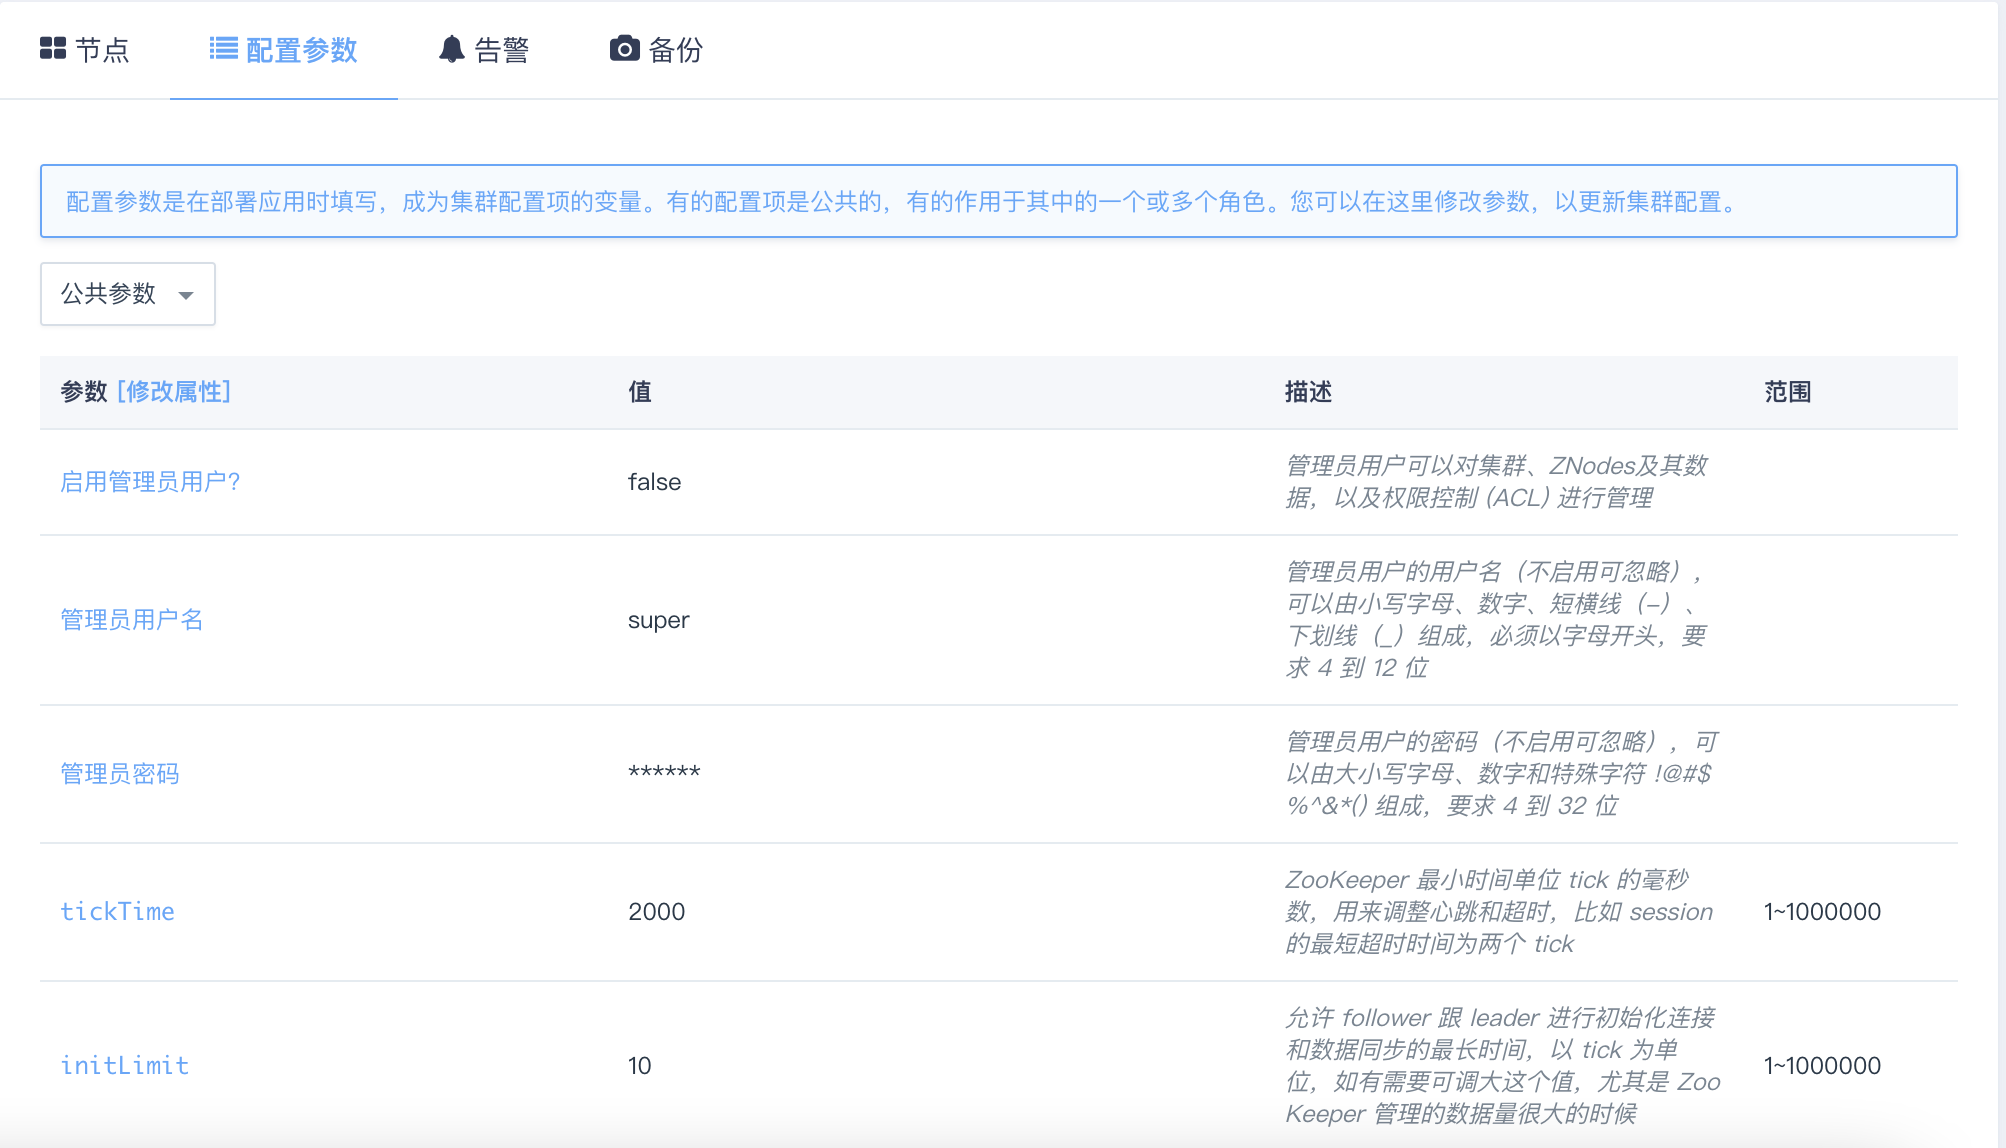 节点 配置参数 告警 备份
配置参数是在部署应用时填写，成为集群配置项的变量。有的配置项是公共的，有的作用于其中的一个或多个角色。您可以在这里修改参数，以更新集群配置。
公共参数
参数 [修改属性] 值 描述 范围
启用管理员用户? false
管理员用户可以对集群、ZNodes及其数
据，以及权限控制 (ACL) 进行管理
管理员用户名 super
管理员用户的用户名（不启用可忽略），
可以由小写字母、数字、短横线（-）、
下划线（_）组成，必须以字母开头，要
求 4 到 12 位
管理员密码 ******
管理员用户的密码（不启用可忽略），可
以由大小写字母、数字和特殊字符 !@#$
%^&*() 组成，要求 4 到 32 位
tickTime 2000
ZooKeeper 最小时间单位 tick 的毫秒
数，用来调整心跳和超时，比如 session
的最短超时时间为两个 tick
1~1000000
initLimit 10
允许 follower 跟 leader 进行初始化连接
和数据同步的最长时间，以 tick 为单
位，如有需要可调大这个值，尤其是 Zoo
Keeper 管理的数据量很大的时候
1~1000000